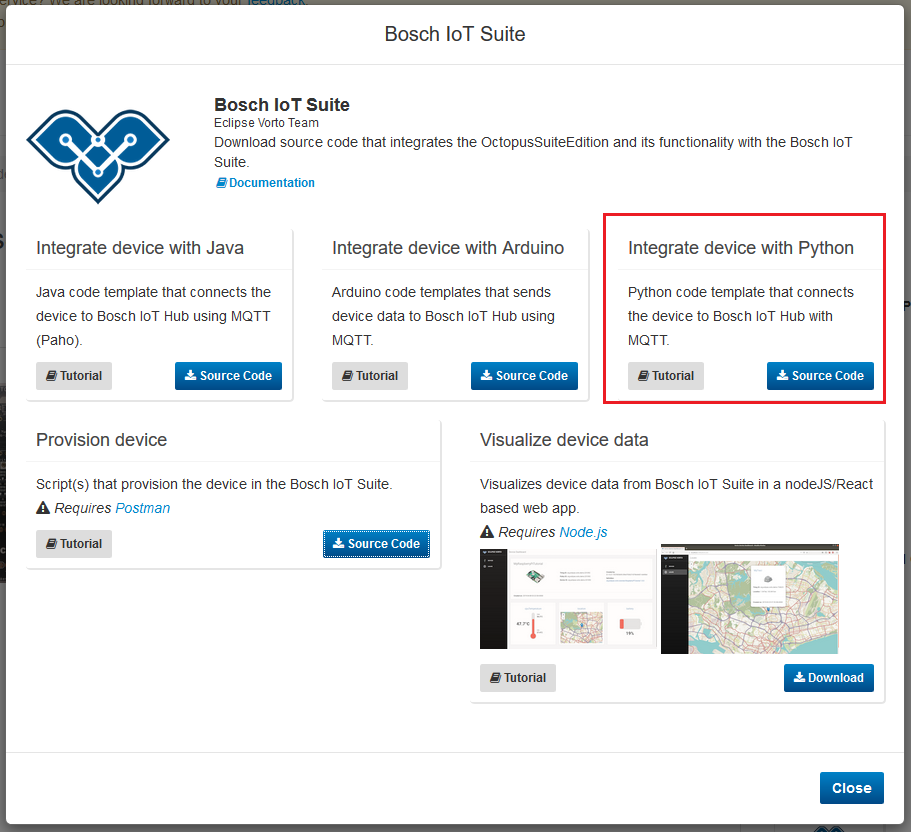 ervice? We are looking forward to your feedback.
Bosch IoT Suite
Bosch IoT Suite
Eclipse Vorto Team
Download source code that integrates the OctopusSuiteEdition and its functionality with the Bosch IoT
Suite.
Documentation
Integrate device with Java
Java code template that connects the
device to Bosch IoT Hub using MQTT
(Paho).
Tutorial
Source Code
Integrate device with Arduino
Arduino code templates that sends
device data to Bosch IoT Hub using
MQTT.
Tutorial
Source Code
Integrate device with Python
Python code template that connects
the device to Bosch IoT Hub with
MQTT.
Tutorial
Source Code
Provision device
Script(s) that provision the device in the Bosch IoT Suite.
Requires Postman
Tutorial
Source Code
Visualize device data
Visualizes device data from Bosch IoT Suite in a nodeJS/React
based web app.
Requires Node.js
47.7°C
19%
Tutorial
Download
Close